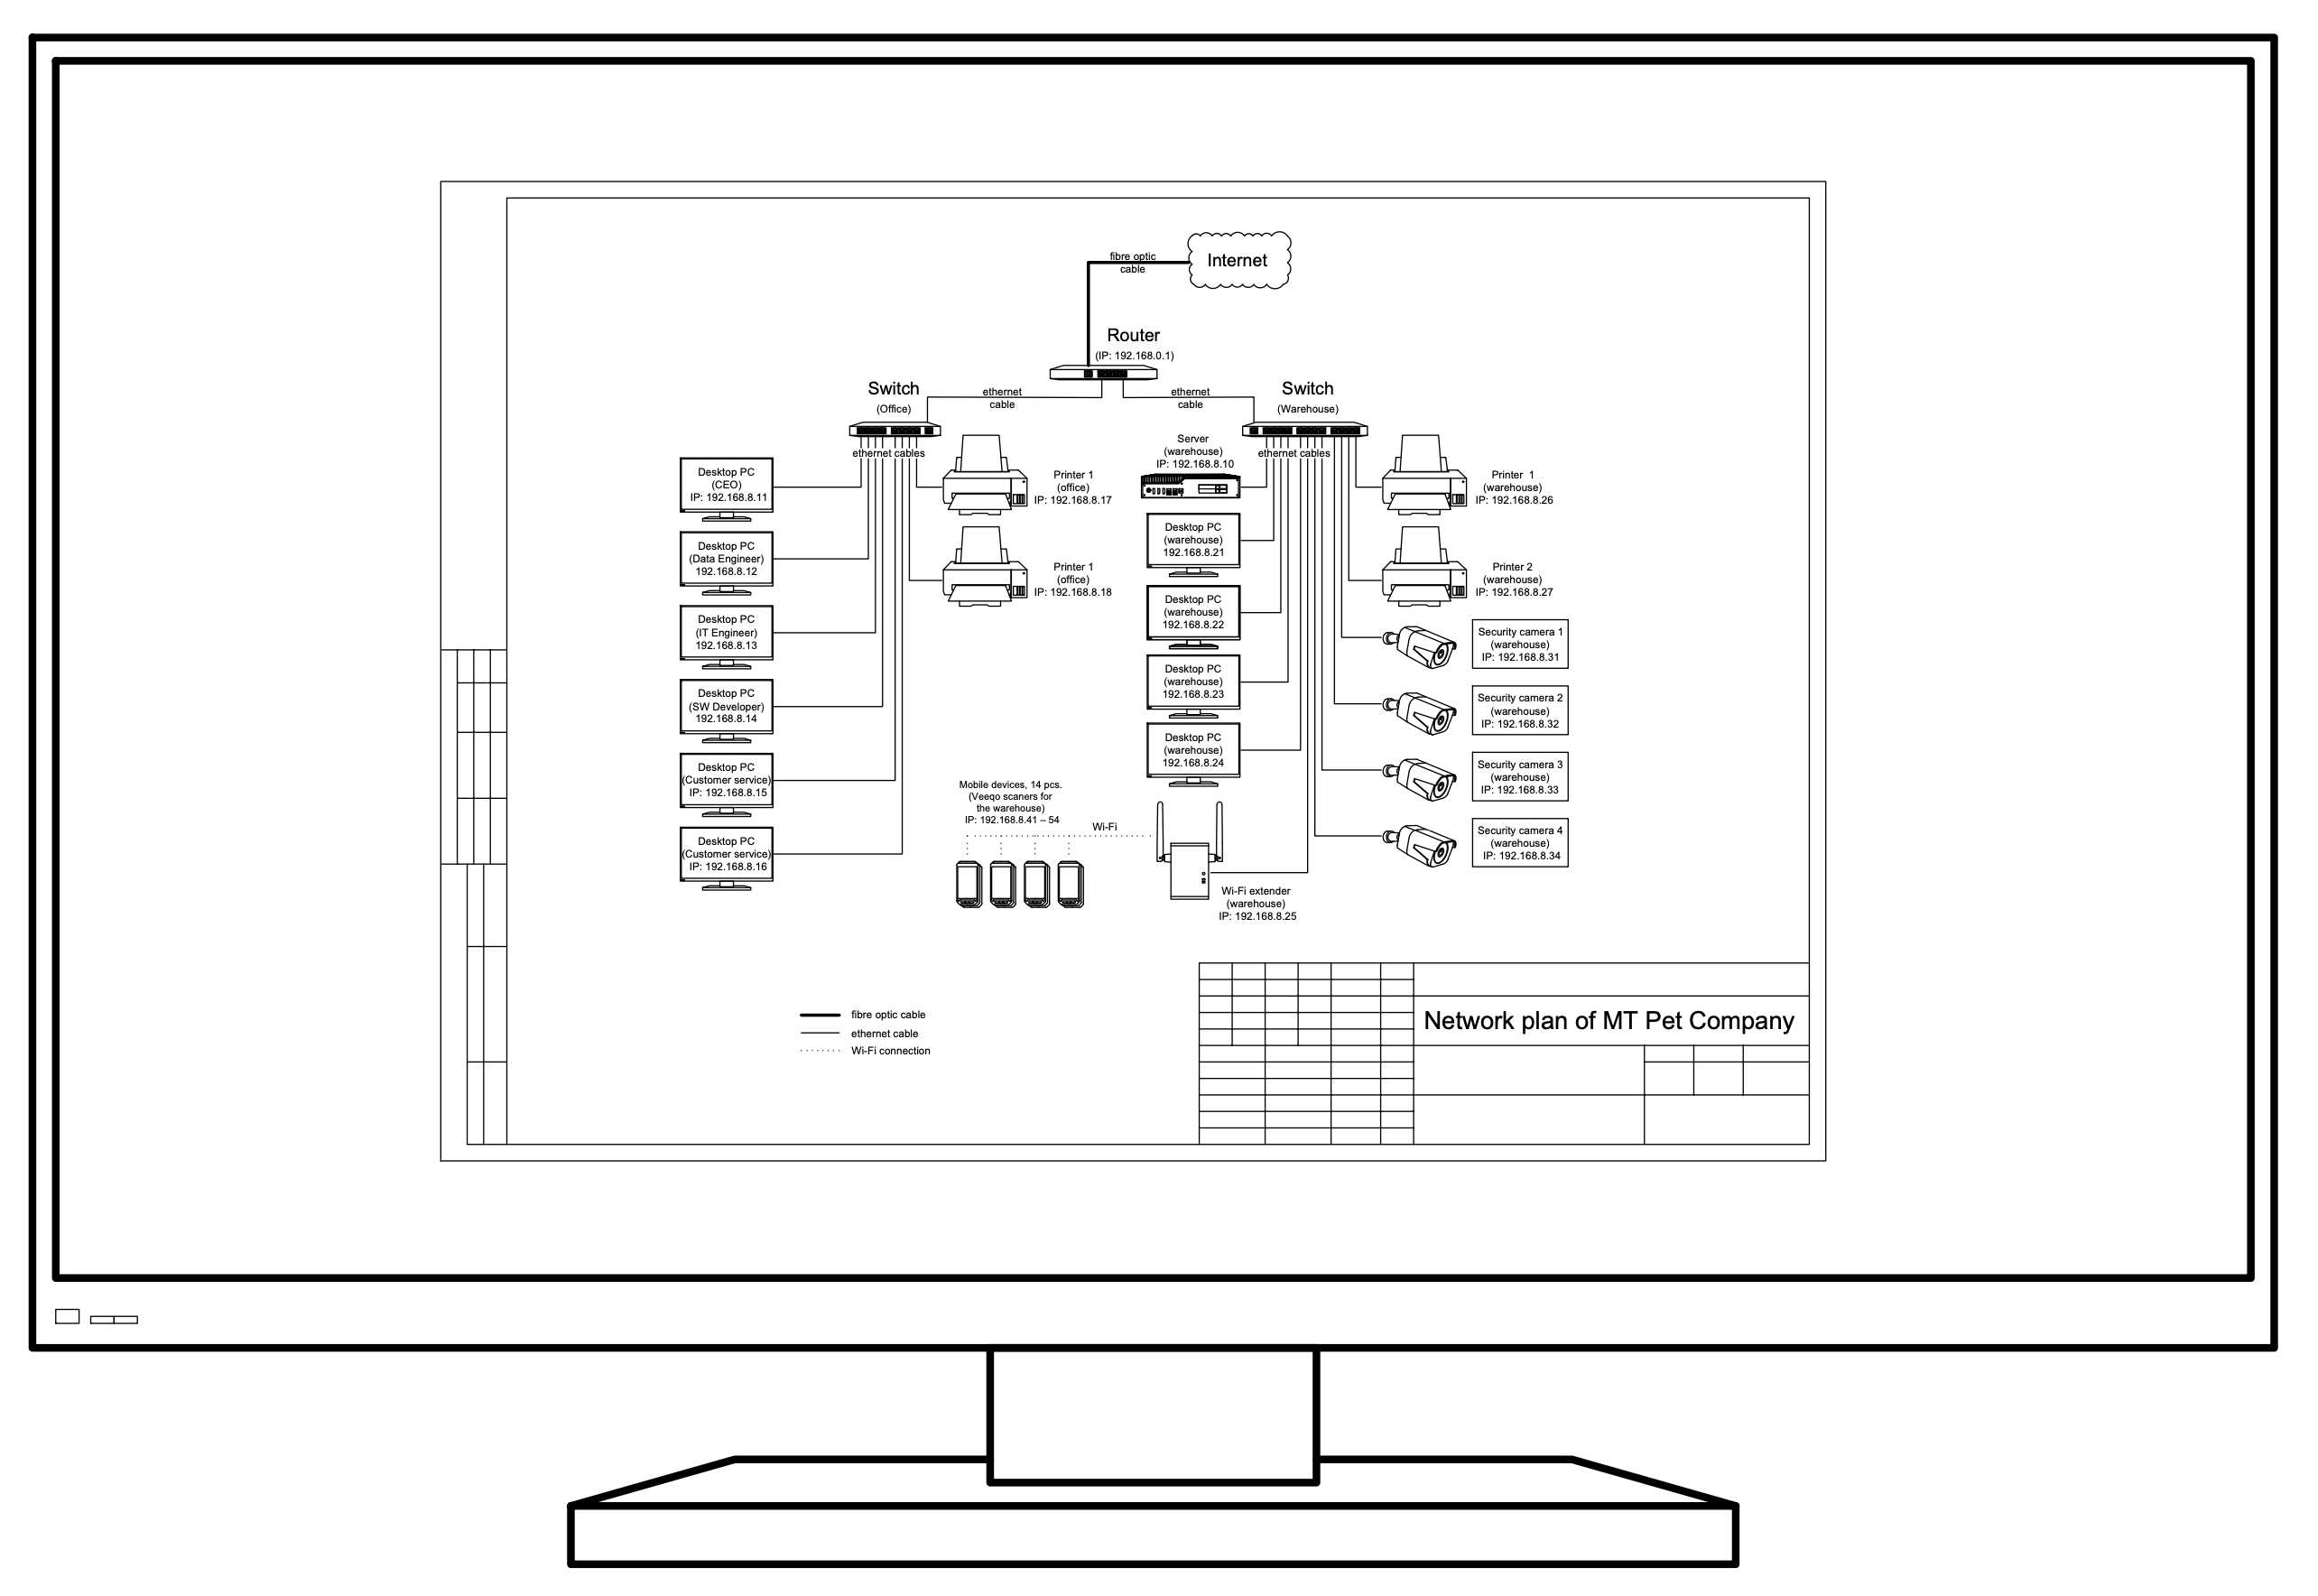 Internet
fibre optic
cable
Router
(IP: 192.168.0.1)
ethernet
cable
ethernet
cable
Switch
(Office)
ethernet cables
Desktop PC
(CEO)
IP: 192.168.8.11
Desktop PC
(Data Engineer)
192.168.8.12
Desktop PC
(IT Engineer)
192.168.8.13
Desktop PC
(SW Developer)
192.168.8.14
Desktop PC
(Customer service)
IP: 192.168.8.15
Desktop PC
(Customer service)
IP: 192.168.8.16
Printer 1
(office)
IP: 192.168.8.17
Printer 1
(office)
IP: 192.168.8.18
Switch
(Warehouse)
ethernet cables
Server
(warehouse)
IP: 192.168.8.10
Desktop PC
(warehouse)
192.168.8.21
Desktop PC
(warehouse)
192.168.8.22
Desktop PC
(warehouse)
192.168.8.23
Desktop PC
(warehouse)
192.168.8.24
Mobile devices, 14 pcs.
(Veeqo scaners for
the warehouse)
IP: 192.168.8.41 – 54
Wi-Fi
Wi-Fi extender
(warehouse)
IP: 192.168.8.25
Printer 1
(warehouse)
IP: 192.168.8.26
Printer 2
(warehouse)
IP: 192.168.8.27
Security camera 1
(warehouse)
IP: 192.168.8.31
Security camera 2
(warehouse)
IP: 192.168.8.32
Security camera 3
(warehouse)
IP: 192.168.8.33
Security camera 4
(warehouse)
IP: 192.168.8.34
fibre optic cable
ethernet cable
Wi-Fi connection
Network plan of MT Pet Company